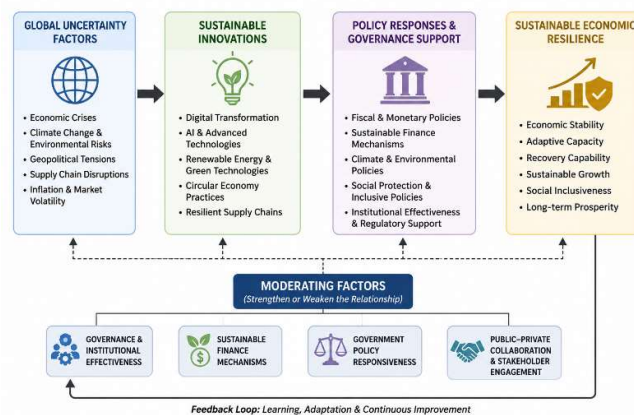 GLOBAL UNCERTAINTY
FACTORS
• Economic Crises
• Climate Change &
Environmental Risks
• Geopolitical Tensions
• Supply Chain Disruptions
• Inflation & Market
Volatility
SUSTAINABLE
INNOVATIONS
• Digital Transformation
• AI & Advanced
Technologies
• Renewable Energy &
Green Technologies
• Circular Economy
Practices
• Resilient Supply Chains
POLICY RESPONSES &
GOVERNANCE SUPPORT
• Fiscal & Monetary Policies
• Sustainable Finance
Mechanisms
• Climate & Environmental
Policies
• Social Protection &
Inclusive Policies
• Institutional Effectiveness
& Regulatory Support
SUSTAINABLE ECONOMIC
RESILIENCE
• Economic Stability
• Adaptive Capacity
• Recovery Capability
• Sustainable Growth
• Social Inclusiveness
• Long-term Prosperity
MODERATING FACTORS
(Strengthen or Weaken the Relationship)
GOVERNANCE &
INSTITUTIONAL
EFFECTIVENESS
$
SUSTAINABLE
FINANCE
MECHANISMS
GOVERNMENT
POLICY
RESPONSIVENESS
PUBLIC–PRIVATE
COLLABORATION
& STAKEHOLDER
ENGAGEMENT
Feedback Loop: Learning, Adaptation & Continuous Improvement